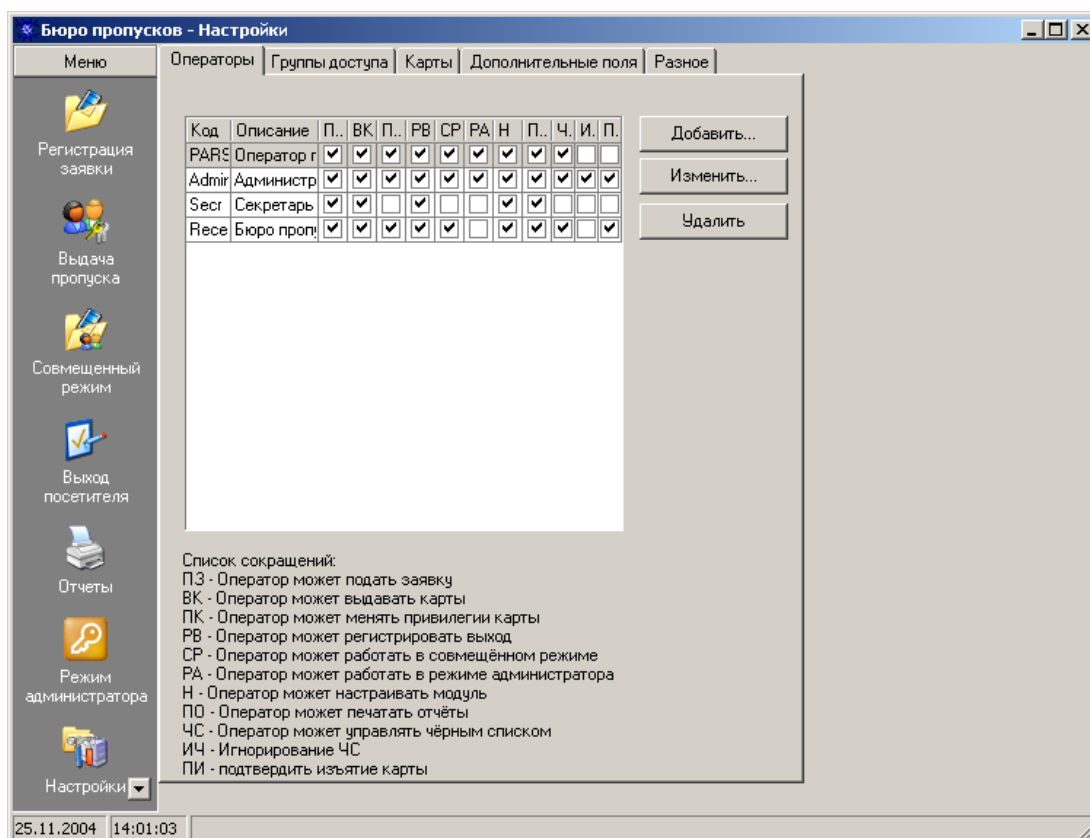 Бюро пропусков - Настройки
Меню
Операторы Группы доступа Карты Дополнительные поля Разное
Регистрация
заявки
Выдача
пропуска
Совмещенный
режим
Выход
посетителя
Отчеты
Режим
администратора
Настройки
Код Описание П.. ВК П.. РВ СР РА Н П.. Ч. И. П.
PARS Оператор г
Admir Администр
Secr Секретарь
Rece Бюро проп
Добавить...
Изменить...
Удалить
Список сокращений:
ПЗ - Оператор может подать заявку
ВК - Оператор может выдавать карты
ПК - Оператор может менять привилегии карты
РВ - Оператор может регистрировать выход
СР - Оператор может работать в совмещённом режиме
РА - Оператор может работать в режиме администратора
Н - Оператор может настраивать модуль
ПО - Оператор может печатать отчёты
ЧС - Оператор может управлять чёрным списком
ИЧ - Игнорирование ЧС
ПИ - подтвердить изъятие карты
25.11.2004 14:01:03